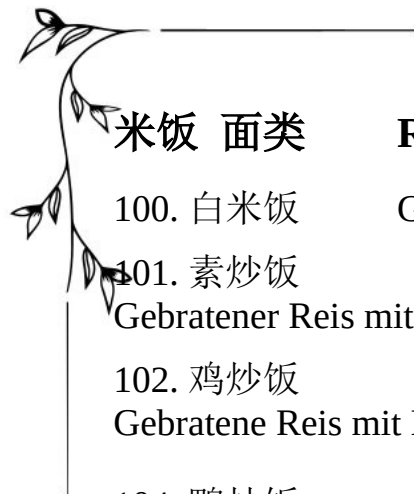 米饭 面类
100. 白米饭
101. 素炒饭
Gebratener Reis mit
102. 鸡炒饭
Gebratene Reis mit